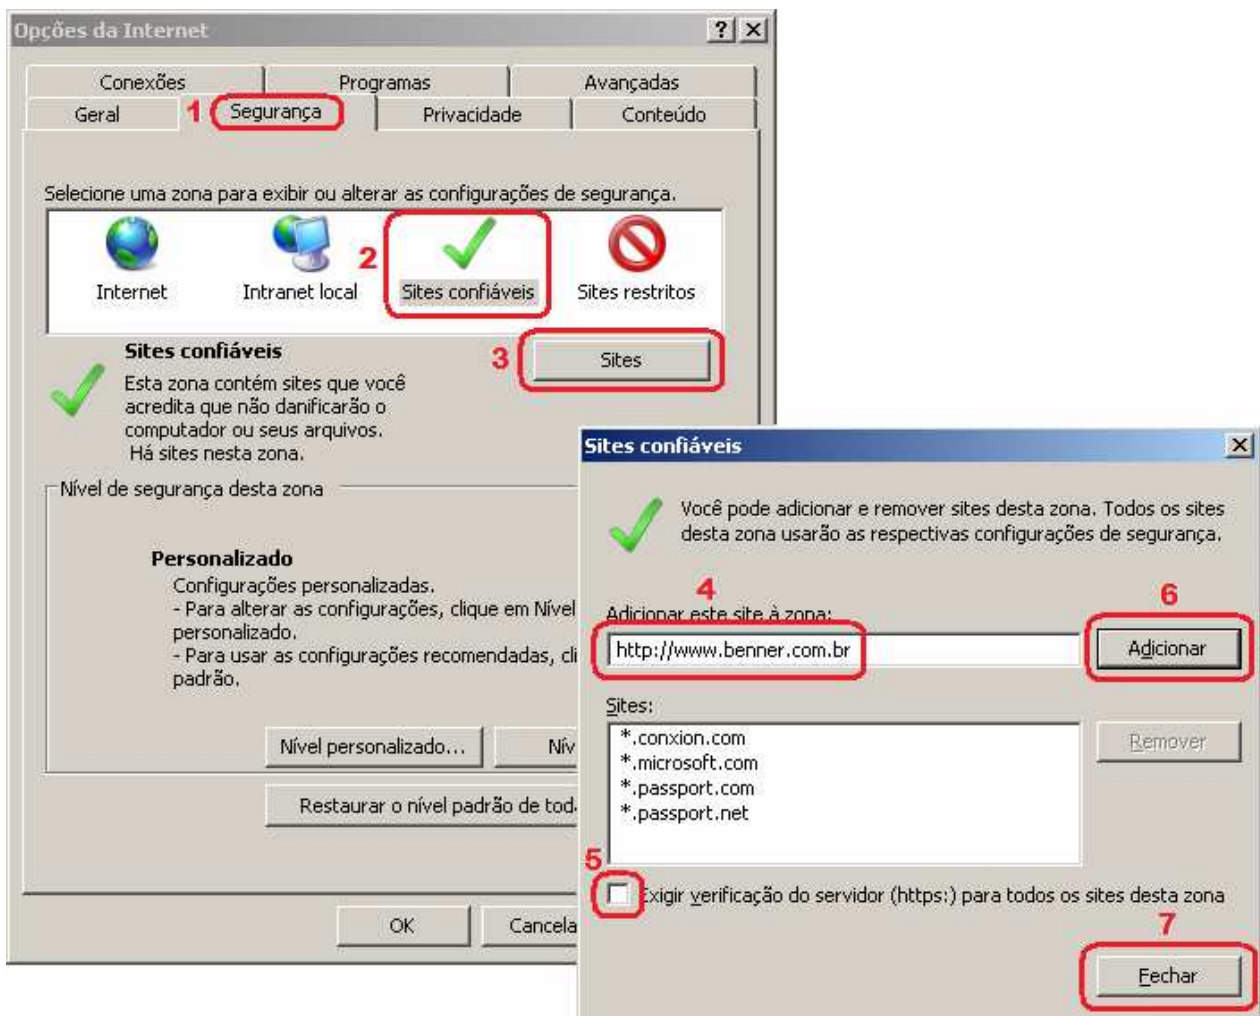 Opções da Internet
Conexões Programas Avançadas
Geral 1 Segurança Privacidade Conteúdo
Selecione uma zona para exibir ou alterar as configurações de segurança.
2
Internet Intranet local Sites confiáveis Sites restritos
Sites confiáveis
3 Sites
Esta zona contém sites que você
acredita que não danificarão o
computador ou seus arquivos.
Há sites nesta zona.
Nível de segurança desta zona
Personalizado
Configurações personalizadas.
- Para alterar as configurações, clique em Nível
personalizado.
- Para usar as configurações recomendadas, cli
padrão.
Nível personalizado... Nív
Restaurar o nível padrão de tod
OK Cancela
Sites confiáveis
Você pode adicionar e remover sites desta zona. Todos os sites
desta zona usarão as respectivas configurações de segurança.
4 6
Adicionar este site à zona:
http://www.benner.com.br Adicionar
Sites:
*.conxion.com
*.microsoft.com
*.passport.com
*.passport.net
Remover
5
Exigir verificação do servidor (https:) para todos os sites desta zona
7
Fechar